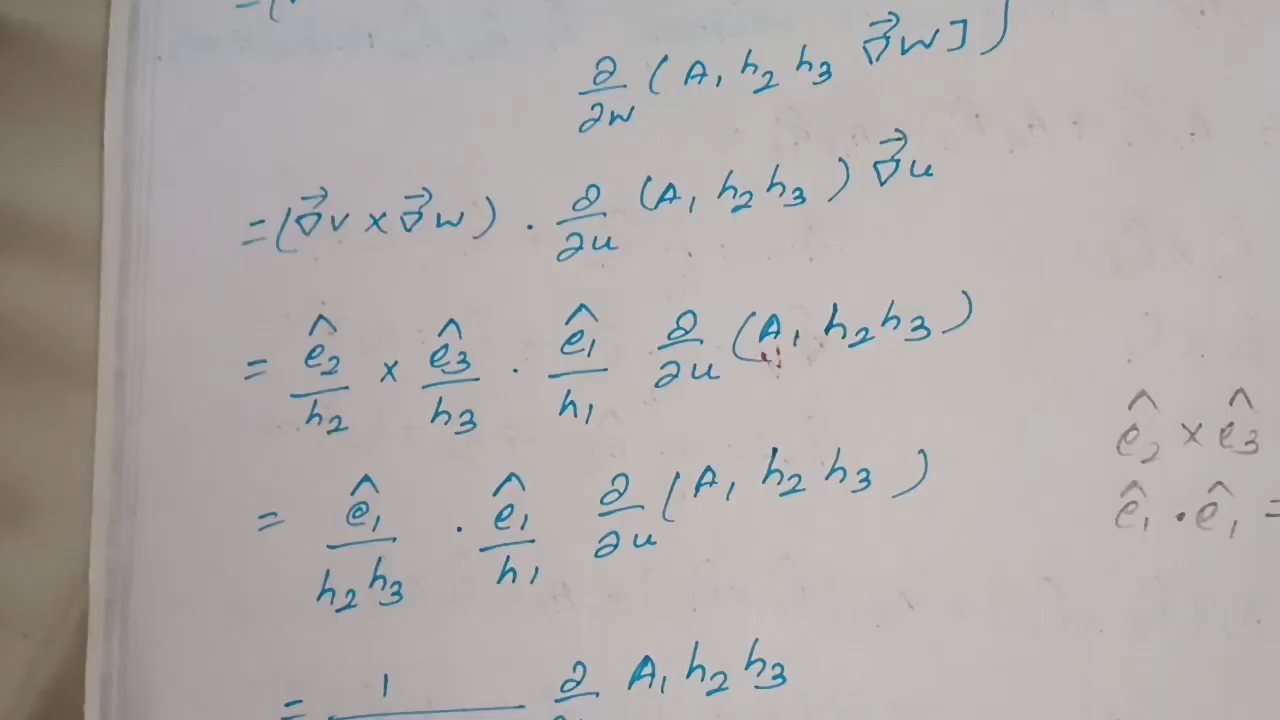 = (
∂/∂w (A₁ h₂ h₃ ∇⃗w])
= (∇⃗v × ∇⃗w) · ∂/∂u (A₁ h₂ h₃) ∇⃗u
= ê₂/h₂ × ê₃/h₃ · ê₁/h₁ ∂/∂u (A₁ h₂ h₃)
ê₂ × ê₃
= ê₁/h₂h₃ · ê₁/h₁ ∂/∂u (A₁ h₂ h₃)
ê₁ · ê₁ =
= 1 ∂ A₁ h₂ h₃